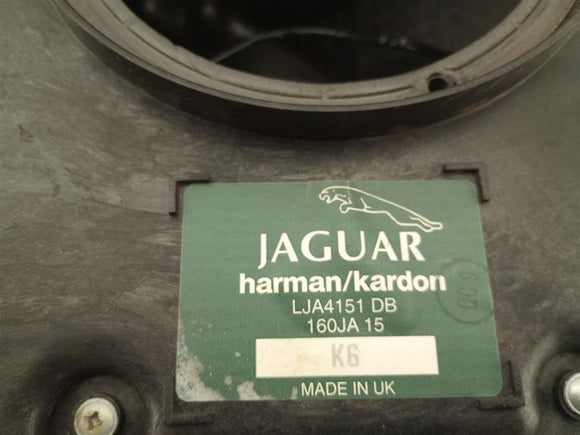 JAGUAR
harman/kardon
LJA4151 DB
160JA 15
K6
MADE IN UK